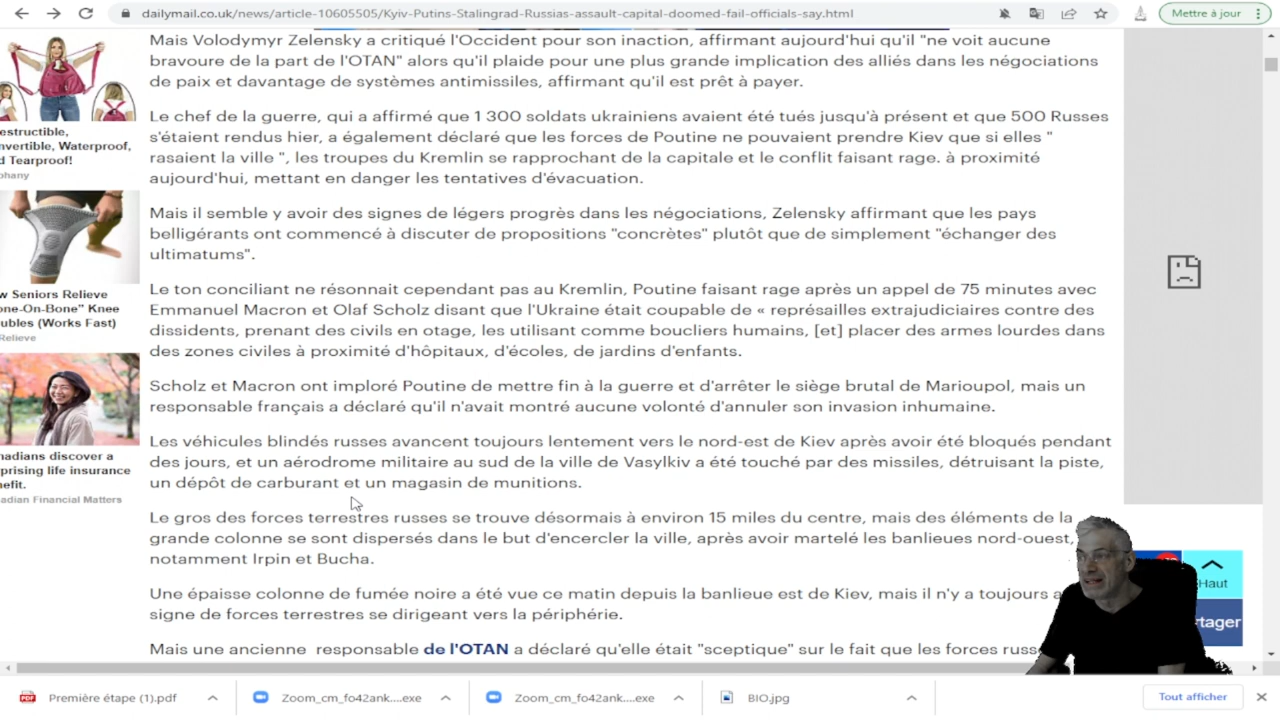 dailymail.co.uk/news/article-10605505/Kyiv-Putins-Stalingrad-Russias-assault-capital-doomed-fail-officials-say.html
Mettre à jour
Mais Volodymyr Zelensky a critiqué l'Occident pour son inaction, affirmant aujourd'hui qu'il "ne voit aucune
bravoure de la part de l'OTAN" alors qu'il plaide pour une plus grande implication des alliés dans les négociations
de paix et davantage de systèmes antimissiles, affirmant qu'il est prêt à payer.
Le chef de la guerre, qui a affirmé que 1 300 soldats ukrainiens avaient été tués jusqu'à présent et que 500 Russes
s'étaient rendus hier, a également déclaré que les forces de Poutine ne pouvaient prendre Kiev que si elles "
rasaient la ville ", les troupes du Kremlin se rapprochant de la capitale et le conflit faisant rage. à proximité
aujourd'hui, mettant en danger les tentatives d'évacuation.
Mais il semble y avoir des signes de légers progrès dans les négociations, Zelensky affirmant que les pays
belligérants ont commencé à discuter de propositions "concrètes" plutôt que de simplement "échanger des
ultimatums".
Le ton conciliant ne résonnait cependant pas au Kremlin, Poutine faisant rage après un appel de 75 minutes avec
Emmanuel Macron et Olaf Scholz disant que l'Ukraine était coupable de « représailles extrajudiciaires contre des
dissidents, prenant des civils en otage, les utilisant comme boucliers humains, [et] placer des armes lourdes dans
des zones civiles à proximité d'hôpitaux, d'écoles, de jardins d'enfants.
Scholz et Macron ont imploré Poutine de mettre fin à la guerre et d'arrêter le siège brutal de Marioupol, mais un
responsable français a déclaré qu'il n'avait montré aucune volonté d'annuler son invasion inhumaine.
Les véhicules blindés russes avancent toujours lentement vers le nord-est de Kiev après avoir été bloqués pendant
des jours, et un aérodrome militaire au sud de la ville de Vasylkiv a été touché par des missiles, détruisant la piste,
un dépôt de carburant et un magasin de munitions.
Le gros des forces terrestres russes se trouve désormais à environ 15 miles du centre, mais des éléments de la
grande colonne se sont dispersés dans le but d'encercler la ville, après avoir martelé les banlieues nord-ouest,
notamment Irpin et Bucha.
Une épaisse colonne de fumée noire a été vue ce matin depuis la banlieue est de Kiev, mais il n'y a toujours
signe de forces terrestres se dirigeant vers la périphérie.
Mais une ancienne responsable de l'OTAN a déclaré qu'elle était "sceptique" sur le fait que les forces
estructible,
nvertible, Waterproof,
d Tearproof!
phany
w Seniors Relieve
one-On-Bone" Knee
ubles (Works Fast)
Relieve
nadians discover a
prising life insurance
nefit.
adian Financial Matters
Haut
rtager
Première étape (1).pdf
Zoom_cm_fo42ank....exe
Zoom_cm_fo42ank....exe
BIO.jpg
Tout afficher